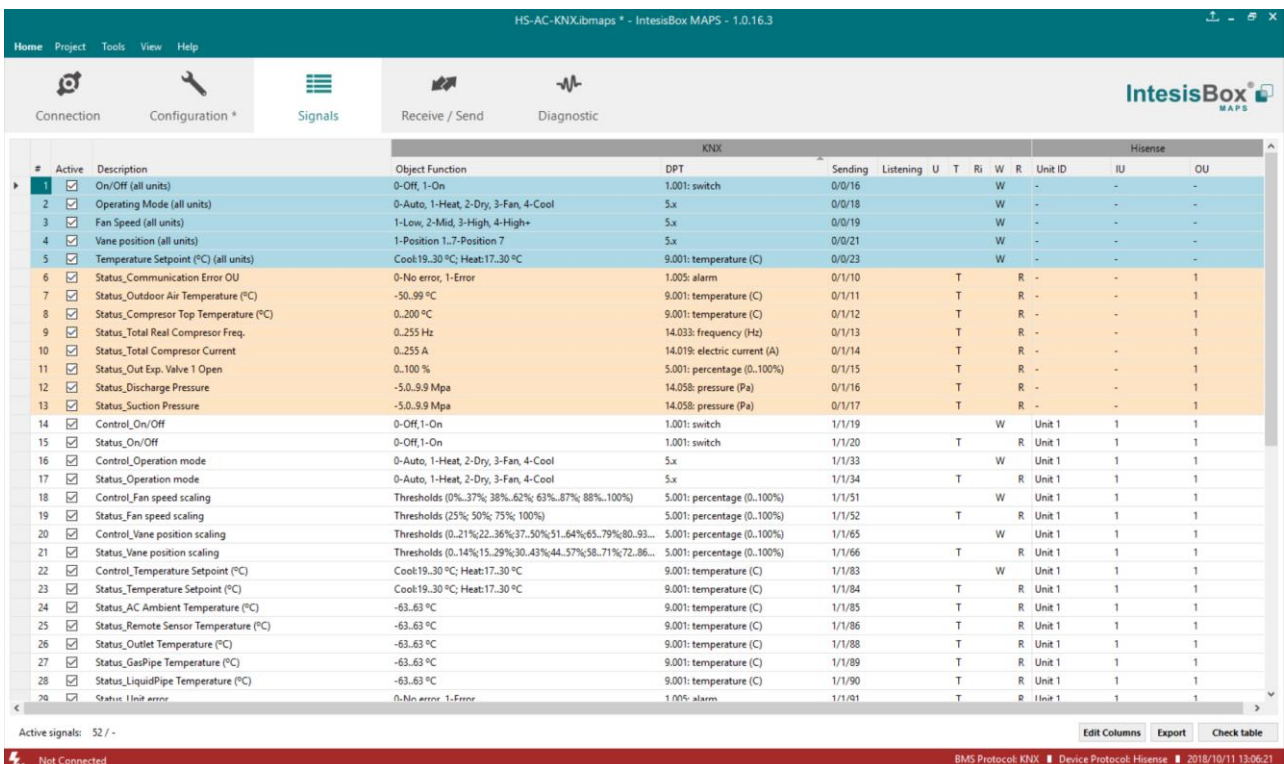 HS-AC-KNX.ibmaps * - IntesisBox MAPS - 1.0.16.3
Home Project Tools View Help
Connection Configuration * Signals Receive / Send Diagnostic
IntesisBox® MAPS
KNX Hisense
# Active Description Object Function DPT Sending Listening U T Ri W R Unit ID IU OU
1 On/Off (all units) 0-Off, 1-On 1.001: switch 0/0/16 W - - -
2 Operating Mode (all units) 0-Auto, 1-Heat, 2-Dry, 3-Fan, 4-Cool 5.x 0/0/18 W - - -
3 Fan Speed (all units) 1-Low, 2-Mid, 3-High, 4-High+ 5.x 0/0/19 W - - -
4 Vane position (all units) 1-Position 1..7-Position 7 5.x 0/0/21 W - - -
5 Temperature Setpoint (ºC) (all units) Cool:19..30 ºC; Heat:17..30 ºC 9.001: temperature (C) 0/0/23 W - - -
6 Status_Communication Error OU 0-No error, 1-Error 1.005: alarm 0/1/10 T R - - 1
7 Status_Outdoor Air Temperature (ºC) -50..99 ºC 9.001: temperature (C) 0/1/11 T R - - 1
8 Status_Compresor Top Temperature (ºC) 0..200 ºC 9.001: temperature (C) 0/1/12 T R - - 1
9 Status_Total Real Compresor Freq. 0..255 Hz 14.033: frequency (Hz) 0/1/13 T R - - 1
10 Status_Total Compresor Current 0..255 A 14.019: electric current (A) 0/1/14 T R - - 1
11 Status_Out Exp. Valve 1 Open 0..100 % 5.001: percentage (0..100%) 0/1/15 T R - - 1
12 Status_Discharge Pressure -5.0..9.9 Mpa 14.058: pressure (Pa) 0/1/16 T R - - 1
13 Status_Suction Pressure -5.0..9.9 Mpa 14.058: pressure (Pa) 0/1/17 T R - - 1
14 Control_On/Off 0-Off,1-On 1.001: switch 1/1/19 W Unit 1 1 1
15 Status_On/Off 0-Off,1-On 1.001: switch 1/1/20 T R Unit 1 1 1
16 Control_Operation mode 0-Auto, 1-Heat, 2-Dry, 3-Fan, 4-Cool 5.x 1/1/33 W Unit 1 1 1
17 Status_Operation mode 0-Auto, 1-Heat, 2-Dry, 3-Fan, 4-Cool 5.x 1/1/34 T R Unit 1 1 1
18 Control_Fan speed scaling Thresholds (0%..37%; 38%..62%; 63%..87%; 88%..100%) 5.001: percentage (0..100%) 1/1/51 W Unit 1 1 1
19 Status_Fan speed scaling Thresholds (25%; 50%; 75%; 100%) 5.001: percentage (0..100%) 1/1/52 T R Unit 1 1 1
20 Control_Vane position scaling Thresholds (0..21%;22..36%;37..50%;51..64%;65..79%;80..93... 5.001: percentage (0..100%) 1/1/65 W Unit 1 1 1
21 Status_Vane position scaling Thresholds (0..14%;15..29%;30..43%;44..57%;58..71%;72..86... 5.001: percentage (0..100%) 1/1/66 T R Unit 1 1 1
22 Control_Temperature Setpoint (ºC) Cool:19..30 ºC; Heat:17..30 ºC 9.001: temperature (C) 1/1/83 W Unit 1 1 1
23 Status_Temperature Setpoint (ºC) Cool:19..30 ºC; Heat:17..30 ºC 9.001: temperature (C) 1/1/84 T R Unit 1 1 1
24 Status_AC Ambient Temperature (ºC) -63..63 ºC 9.001: temperature (C) 1/1/85 T R Unit 1 1 1
25 Status_Remote Sensor Temperature (ºC) -63..63 ºC 9.001: temperature (C) 1/1/86 T R Unit 1 1 1
26 Status_Outlet Temperature (ºC) -63..63 ºC 9.001: temperature (C) 1/1/88 T R Unit 1 1 1
27 Status_GasPipe Temperature (ºC) -63..63 ºC 9.001: temperature (C) 1/1/89 T R Unit 1 1 1
28 Status_LiquidPipe Temperature (ºC) -63..63 ºC 9.001: temperature (C) 1/1/90 T R Unit 1 1 1
29 Status_Unit error 0-No error, 1-Error 1.005: alarm 1/1/91 T R Unit 1 1 1
Active signals: 52 / - Edit Columns Export Check table
Not Connected BMS Protocol: KNX Device Protocol: Hisense 2018/10/11 13:06:21